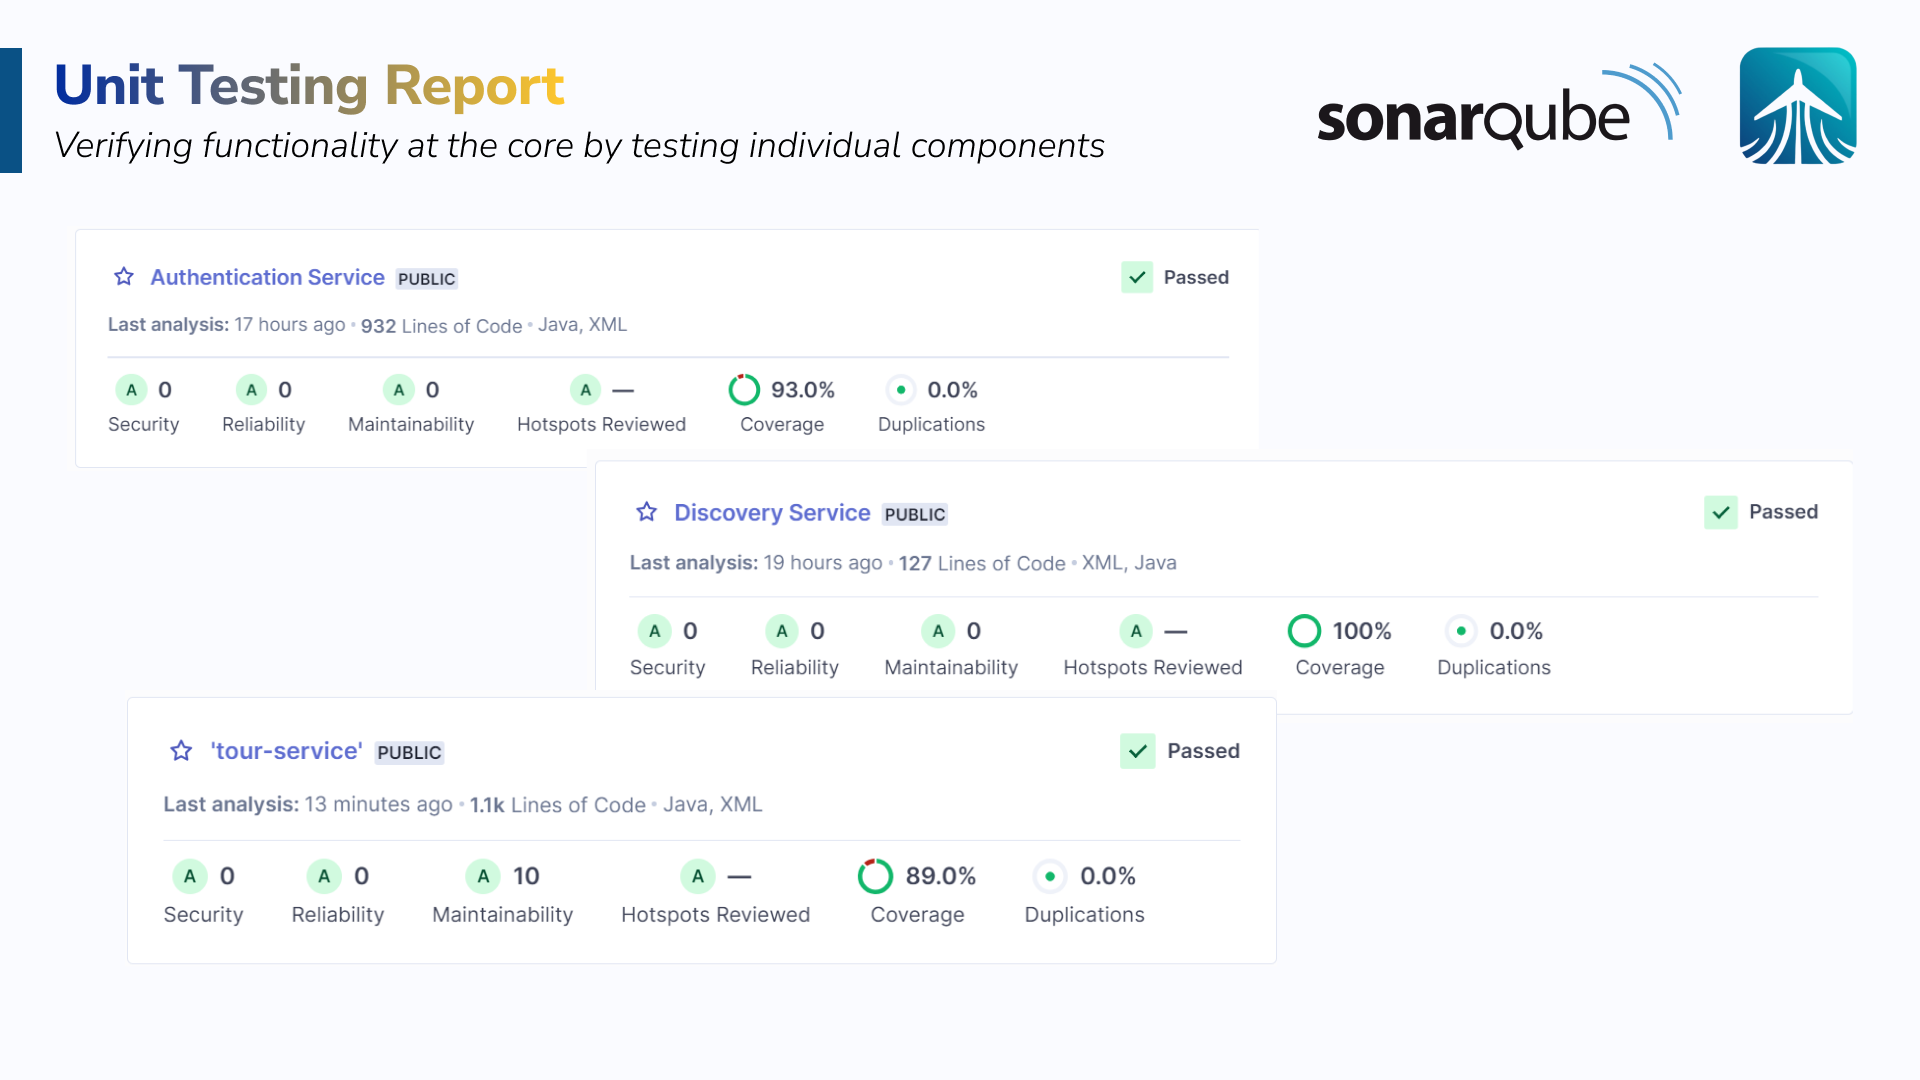 Unit Testing Report
Verifying functionality at the core by testing individual components
sonarqube
Authentication Service PUBLIC
Passed
Last analysis: 17 hours ago • 932 Lines of Code • Java, XML
A 0 A 0 A 0 A — 93.0% 0.0%
Security Reliability Maintainability Hotspots Reviewed Coverage Duplications
Discovery Service PUBLIC
Passed
Last analysis: 19 hours ago • 127 Lines of Code • XML, Java
A 0 A 0 A 0 A — 100% 0.0%
Security Reliability Maintainability Hotspots Reviewed Coverage Duplications
'tour-service' PUBLIC
Passed
Last analysis: 13 minutes ago • 1.1k Lines of Code • Java, XML
A 0 A 0 A 10 A — 89.0% 0.0%
Security Reliability Maintainability Hotspots Reviewed Coverage Duplications